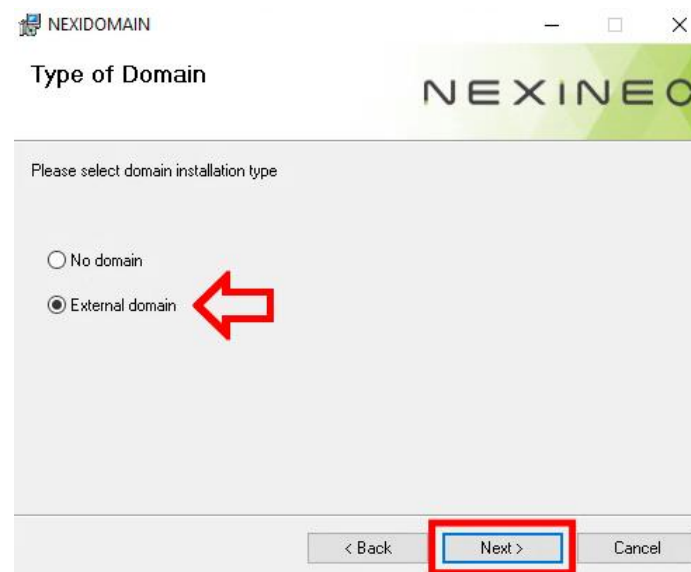 NEXIDOMAIN
Type of Domain
NEXINEO
Please select domain installation type
No domain
External domain
< Back
Next >
Cancel